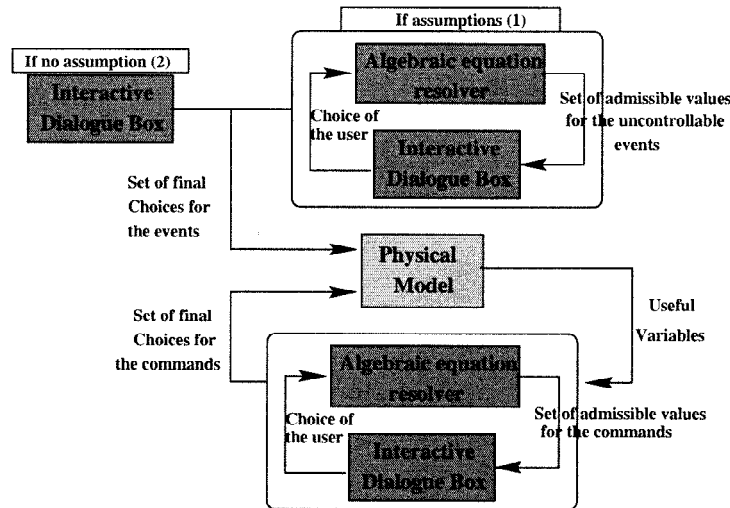 If assumptions (1)
If no assumption (2)
Interactive
Dialogue Box
Algebraic equation
resolver
Choice of
the user
Set of admissible values
for the uncontrollable
events
Interactive
Dialogue Box
Set of final
Choices for
the events
Physical
Model
Set of final
Choices for
the commands
Useful
Variables
Algebraic equation
resolver
Choice of
the user
Set of admissible values
for the commands
Interactive
Dialogue Box